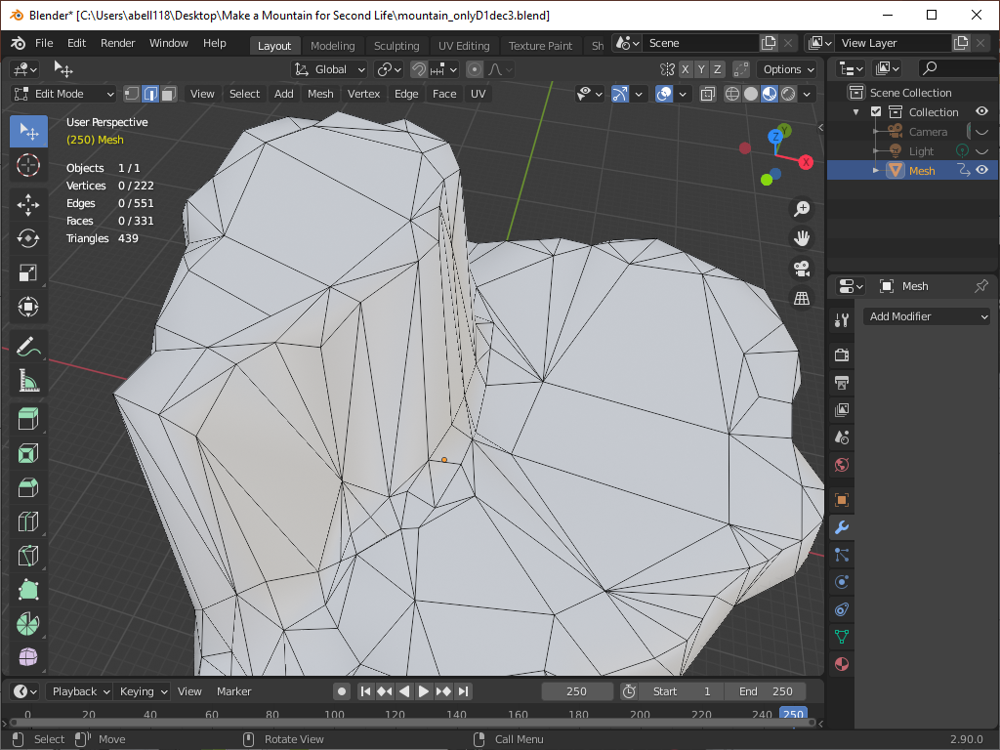 Blender* [C:\Users\abell118\Desktop\Make a Mountain for Second Life\mountain_onlyD1dec3.blend]
File Edit Render Window Help Layout Modeling Sculpting UV Editing Texture Paint Sh Scene View Layer
Global X Y Z Options
Edit Mode View Select Add Mesh Vertex Edge Face UV
User Perspective
(250) Mesh
Objects 1/1
Vertices 0/222
Edges 0/551
Faces 0/331
Triangles 439
Z Y X
Scene Collection
Collection
Camera
Light
Mesh
Mesh
Add Modifier
Playback Keying View Marker 250 Start 1 End 250
0 20 40 60 80 100 120 140 160 180 200 220 240 250
Select Move Rotate View Call Menu 2.90.0